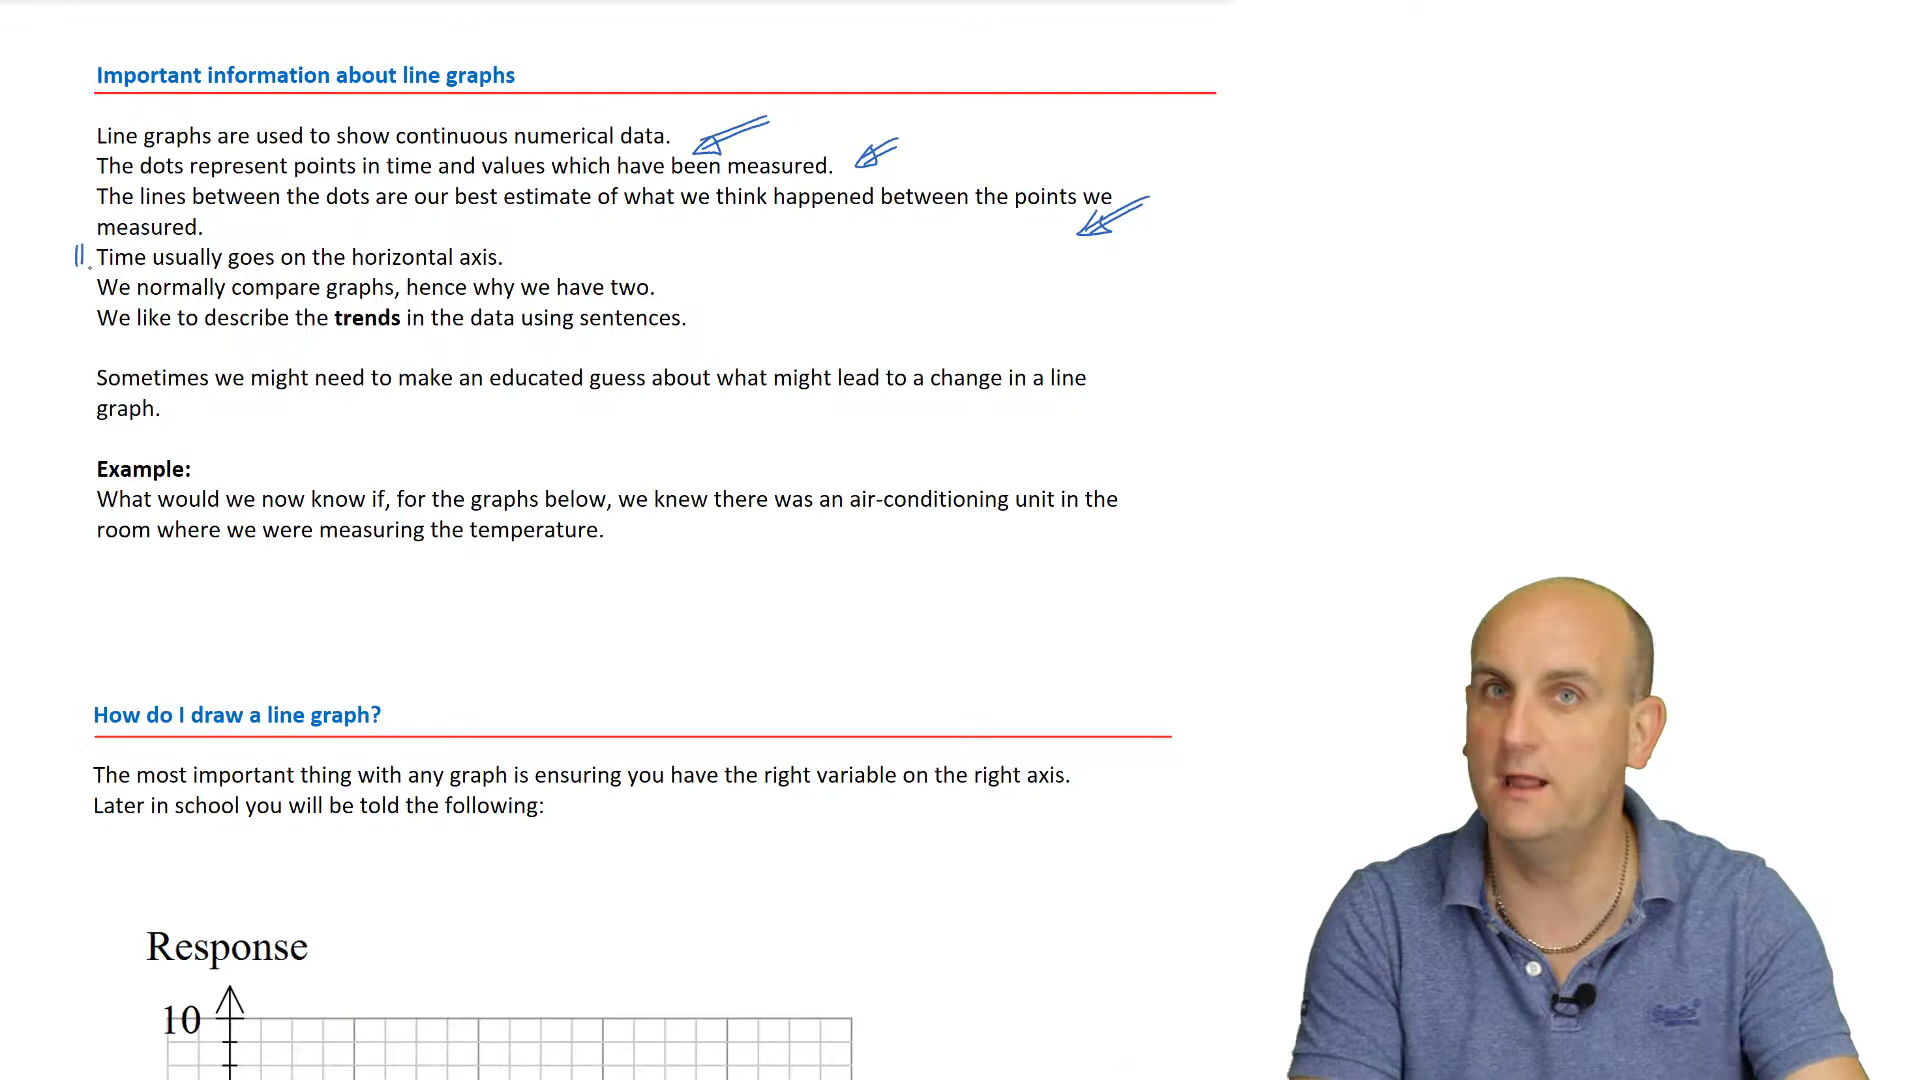 Important information about line graphs
Line graphs are used to show continuous numerical data.
The dots represent points in time and values which have been measured.
The lines between the dots are our best estimate of what we think happened between the points we
measured.
Time usually goes on the horizontal axis.
We normally compare graphs, hence why we have two.
We like to describe the trends in the data using sentences.
Sometimes we might need to make an educated guess about what might lead to a change in a line
graph.
Example:
What would we now know if, for the graphs below, we knew there was an air-conditioning unit in the
room where we were measuring the temperature.
How do I draw a line graph?
The most important thing with any graph is ensuring you have the right variable on the right axis.
Later in school you will be told the following:
Response
10